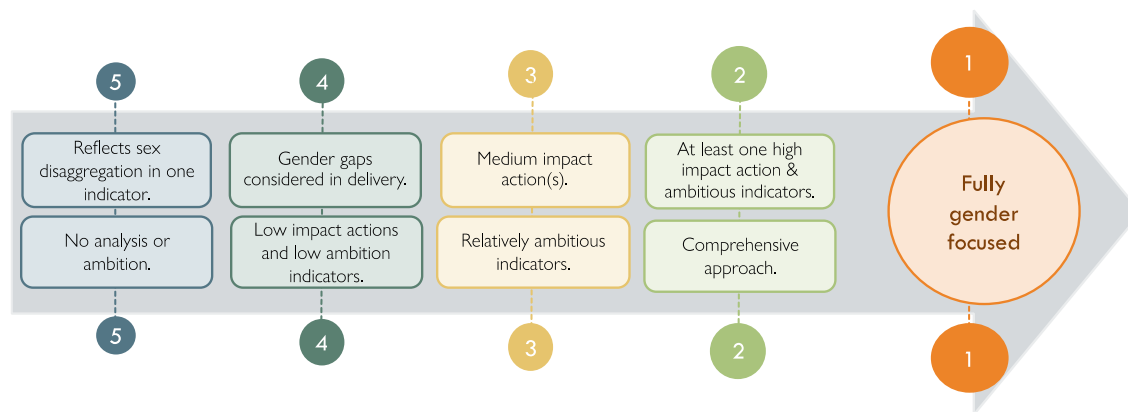 5
4
3
2
1
Reflects sex
disaggregation in one
indicator.
No analysis or
ambition.
Gender gaps
considered in delivery.
Low impact actions
and low ambition
indicators.
Medium impact
action(s).
Relatively ambitious
indicators.
At least one high
impact action &
ambitious indicators.
Comprehensive
approach.
Fully
gender
focused
5
4
3
2
1